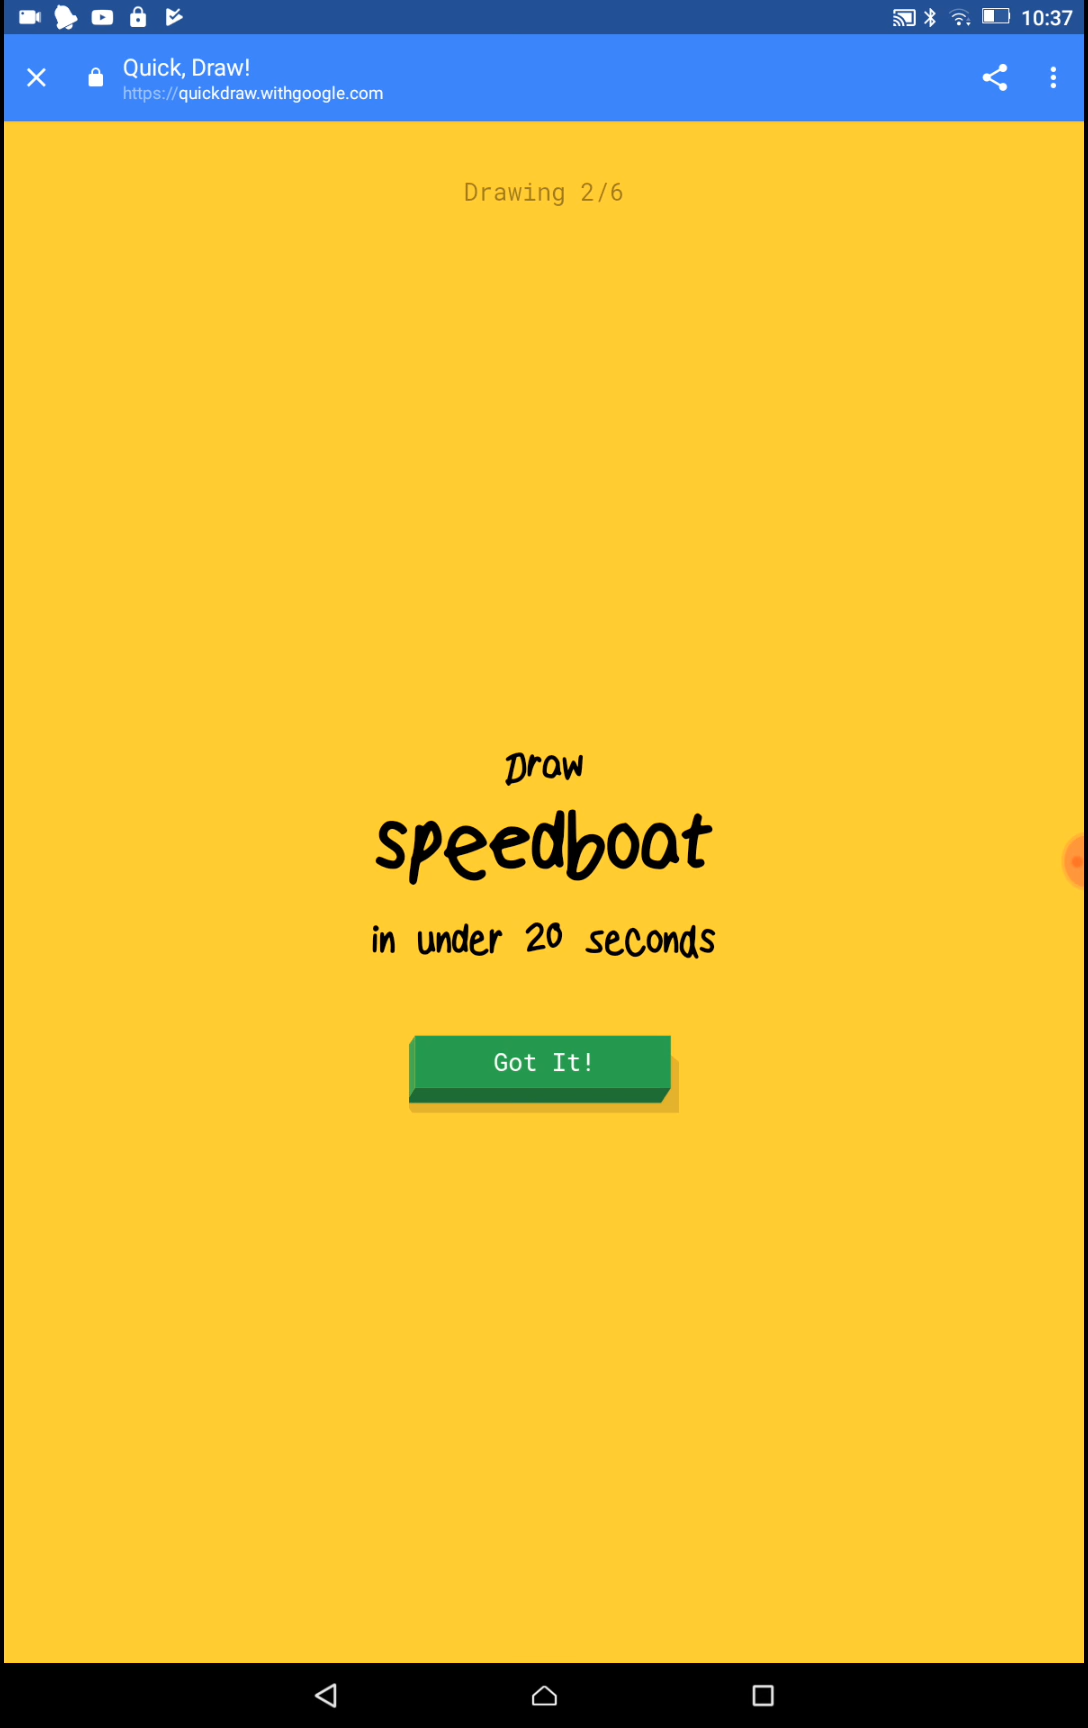 10:37
Quick, Draw!
https://quickdraw.withgoogle.com
Drawing 2/6
Draw
speedboat
in under 20 seconds
Got It!